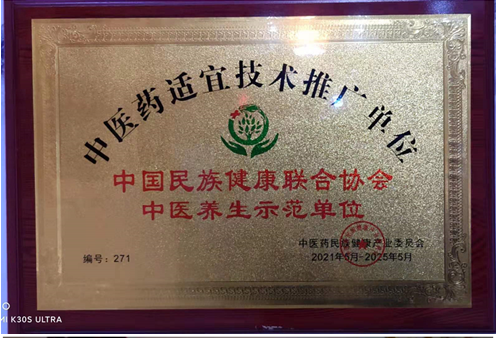 中医药适宜技术推广单位
中国民族健康联合协会
中医养生示范单位
中医药民族健康产业委员会
编号：271
2021年5月-2025年5月
MI K30S ULTRA